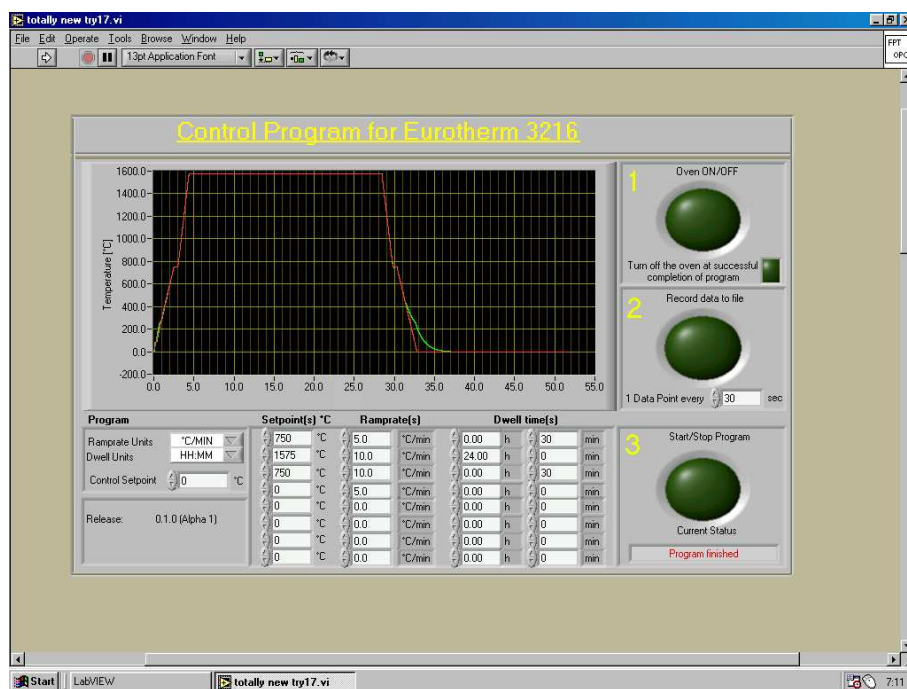 totally new try17.vi
File Edit Operate Tools Browse Window Help
13pt Application Font
FPT
OPC
Control Program for Eurotherm 3216
Temperature [°C]
1600.0
1400.0
1200.0
1000.0
800.0
600.0
400.0
200.0
0.0
-200.0
0.0 5.0 10.0 15.0 20.0 25.0 30.0 35.0 40.0 45.0 50.0 55.0
1
Oven ON/OFF
Turn off the oven at successful
completion of program
2
Record data to file
1 Data Point every 30 sec
3
Start/Stop Program
Current Status
Program finished
Program
Ramprate Units °C/MIN
Dwell Units HH:MM
Control Setpoint 0 °C
Release: 0.1.0 (Alpha 1)
Setpoint(s) °C Ramprate(s) Dwell time(s)
750 °C 5.0 °C/min 0.00 h 30 min
1575 °C 10.0 °C/min 24.00 h 0 min
750 °C 10.0 °C/min 0.00 h 30 min
0 °C 5.0 °C/min 0.00 h 0 min
0 °C 0.0 °C/min 0.00 h 0 min
0 °C 0.0 °C/min 0.00 h 0 min
0 °C 0.0 °C/min 0.00 h 0 min
0 °C 0.0 °C/min 0.00 h 0 min
Start LabVIEW totally new try17.vi 7:11